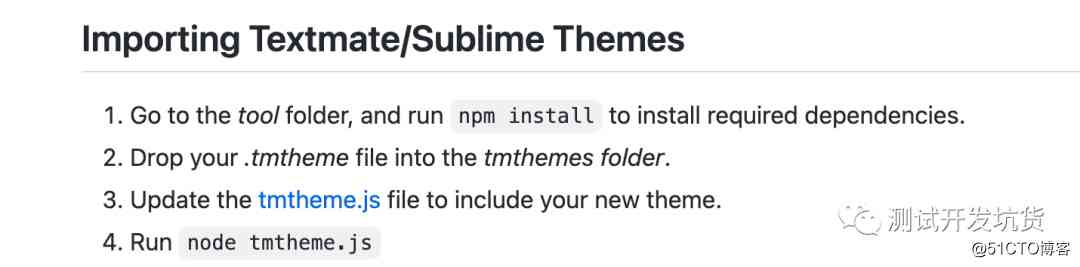 Importing Textmate/Sublime Themes
1. Go to the tool folder, and run npm install to install required dependencies.
2. Drop your .tmtheme file into the tmthemes folder.
3. Update the tmtheme.js file to include your new theme.
4. Run node tmtheme.js
测试开发坑货
@51CTO博客